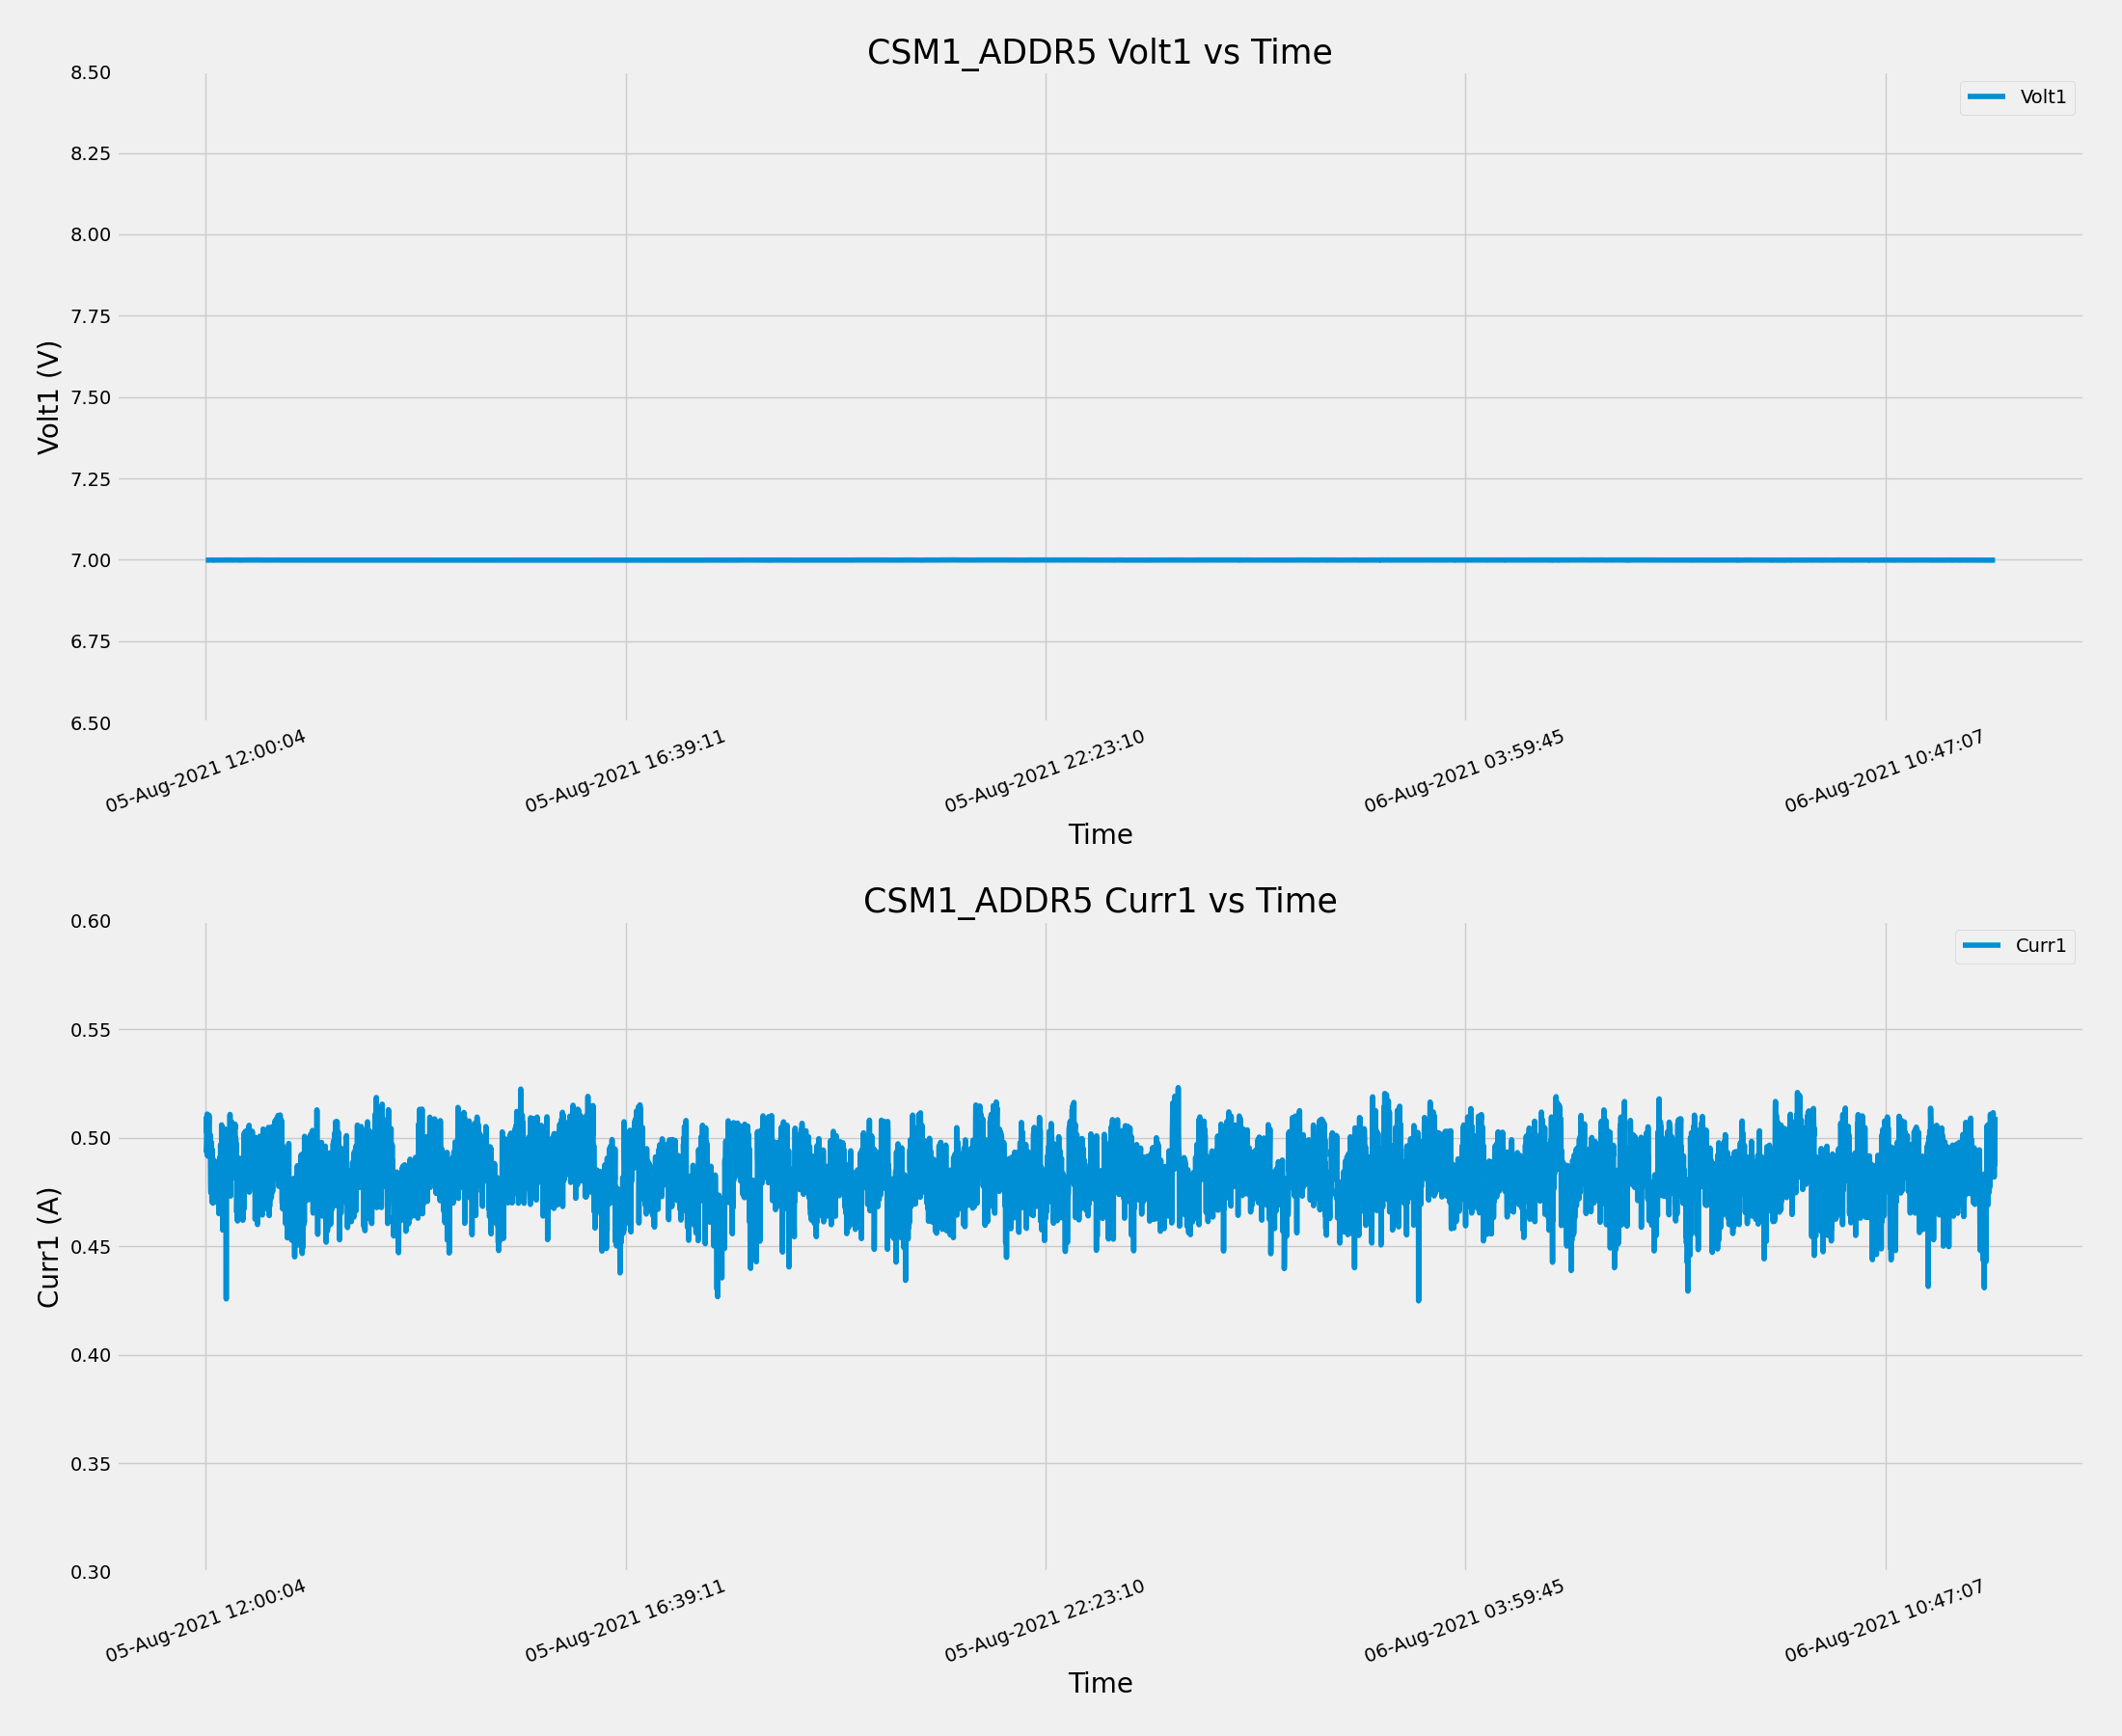 CSM1_ADDR5 Volt1 vs Time
8.50
Volt1
8.25
8.00
7.75
7.50
Volt1 (V)
7.25
7.00
6.75
6.50
05-Aug-2021 12:00:04
05-Aug-2021 16:39:11
05-Aug-2021 22:23:10
06-Aug-2021 03:59:45
06-Aug-2021 10:47:07
Time
CSM1_ADDR5 Curr1 vs Time
0.60
Curr1
0.55
0.50
Curr1 (A)
0.45
0.40
0.35
0.30
05-Aug-2021 12:00:04
05-Aug-2021 16:39:11
05-Aug-2021 22:23:10
06-Aug-2021 03:59:45
06-Aug-2021 10:47:07
Time